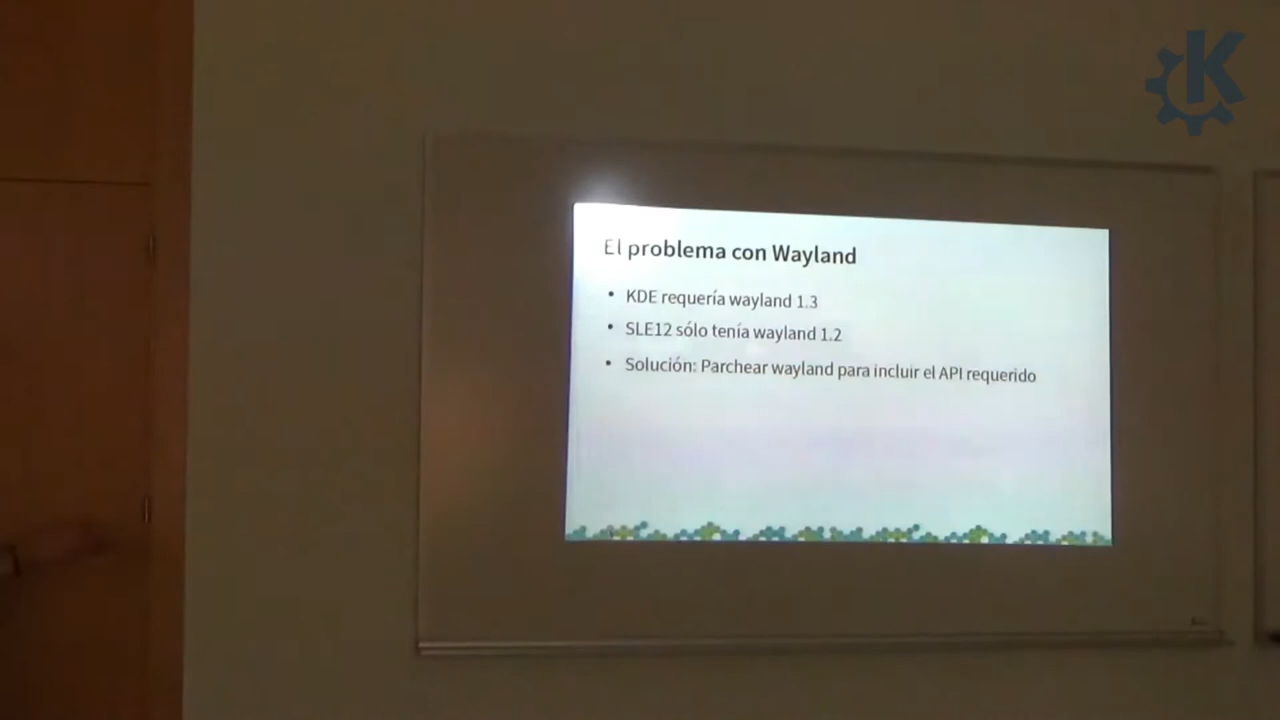 El problema con Wayland
• KDE requería wayland 1.3
• SLE12 sólo tenía wayland 1.2
• Solución: Parchear wayland para incluir el API requerido